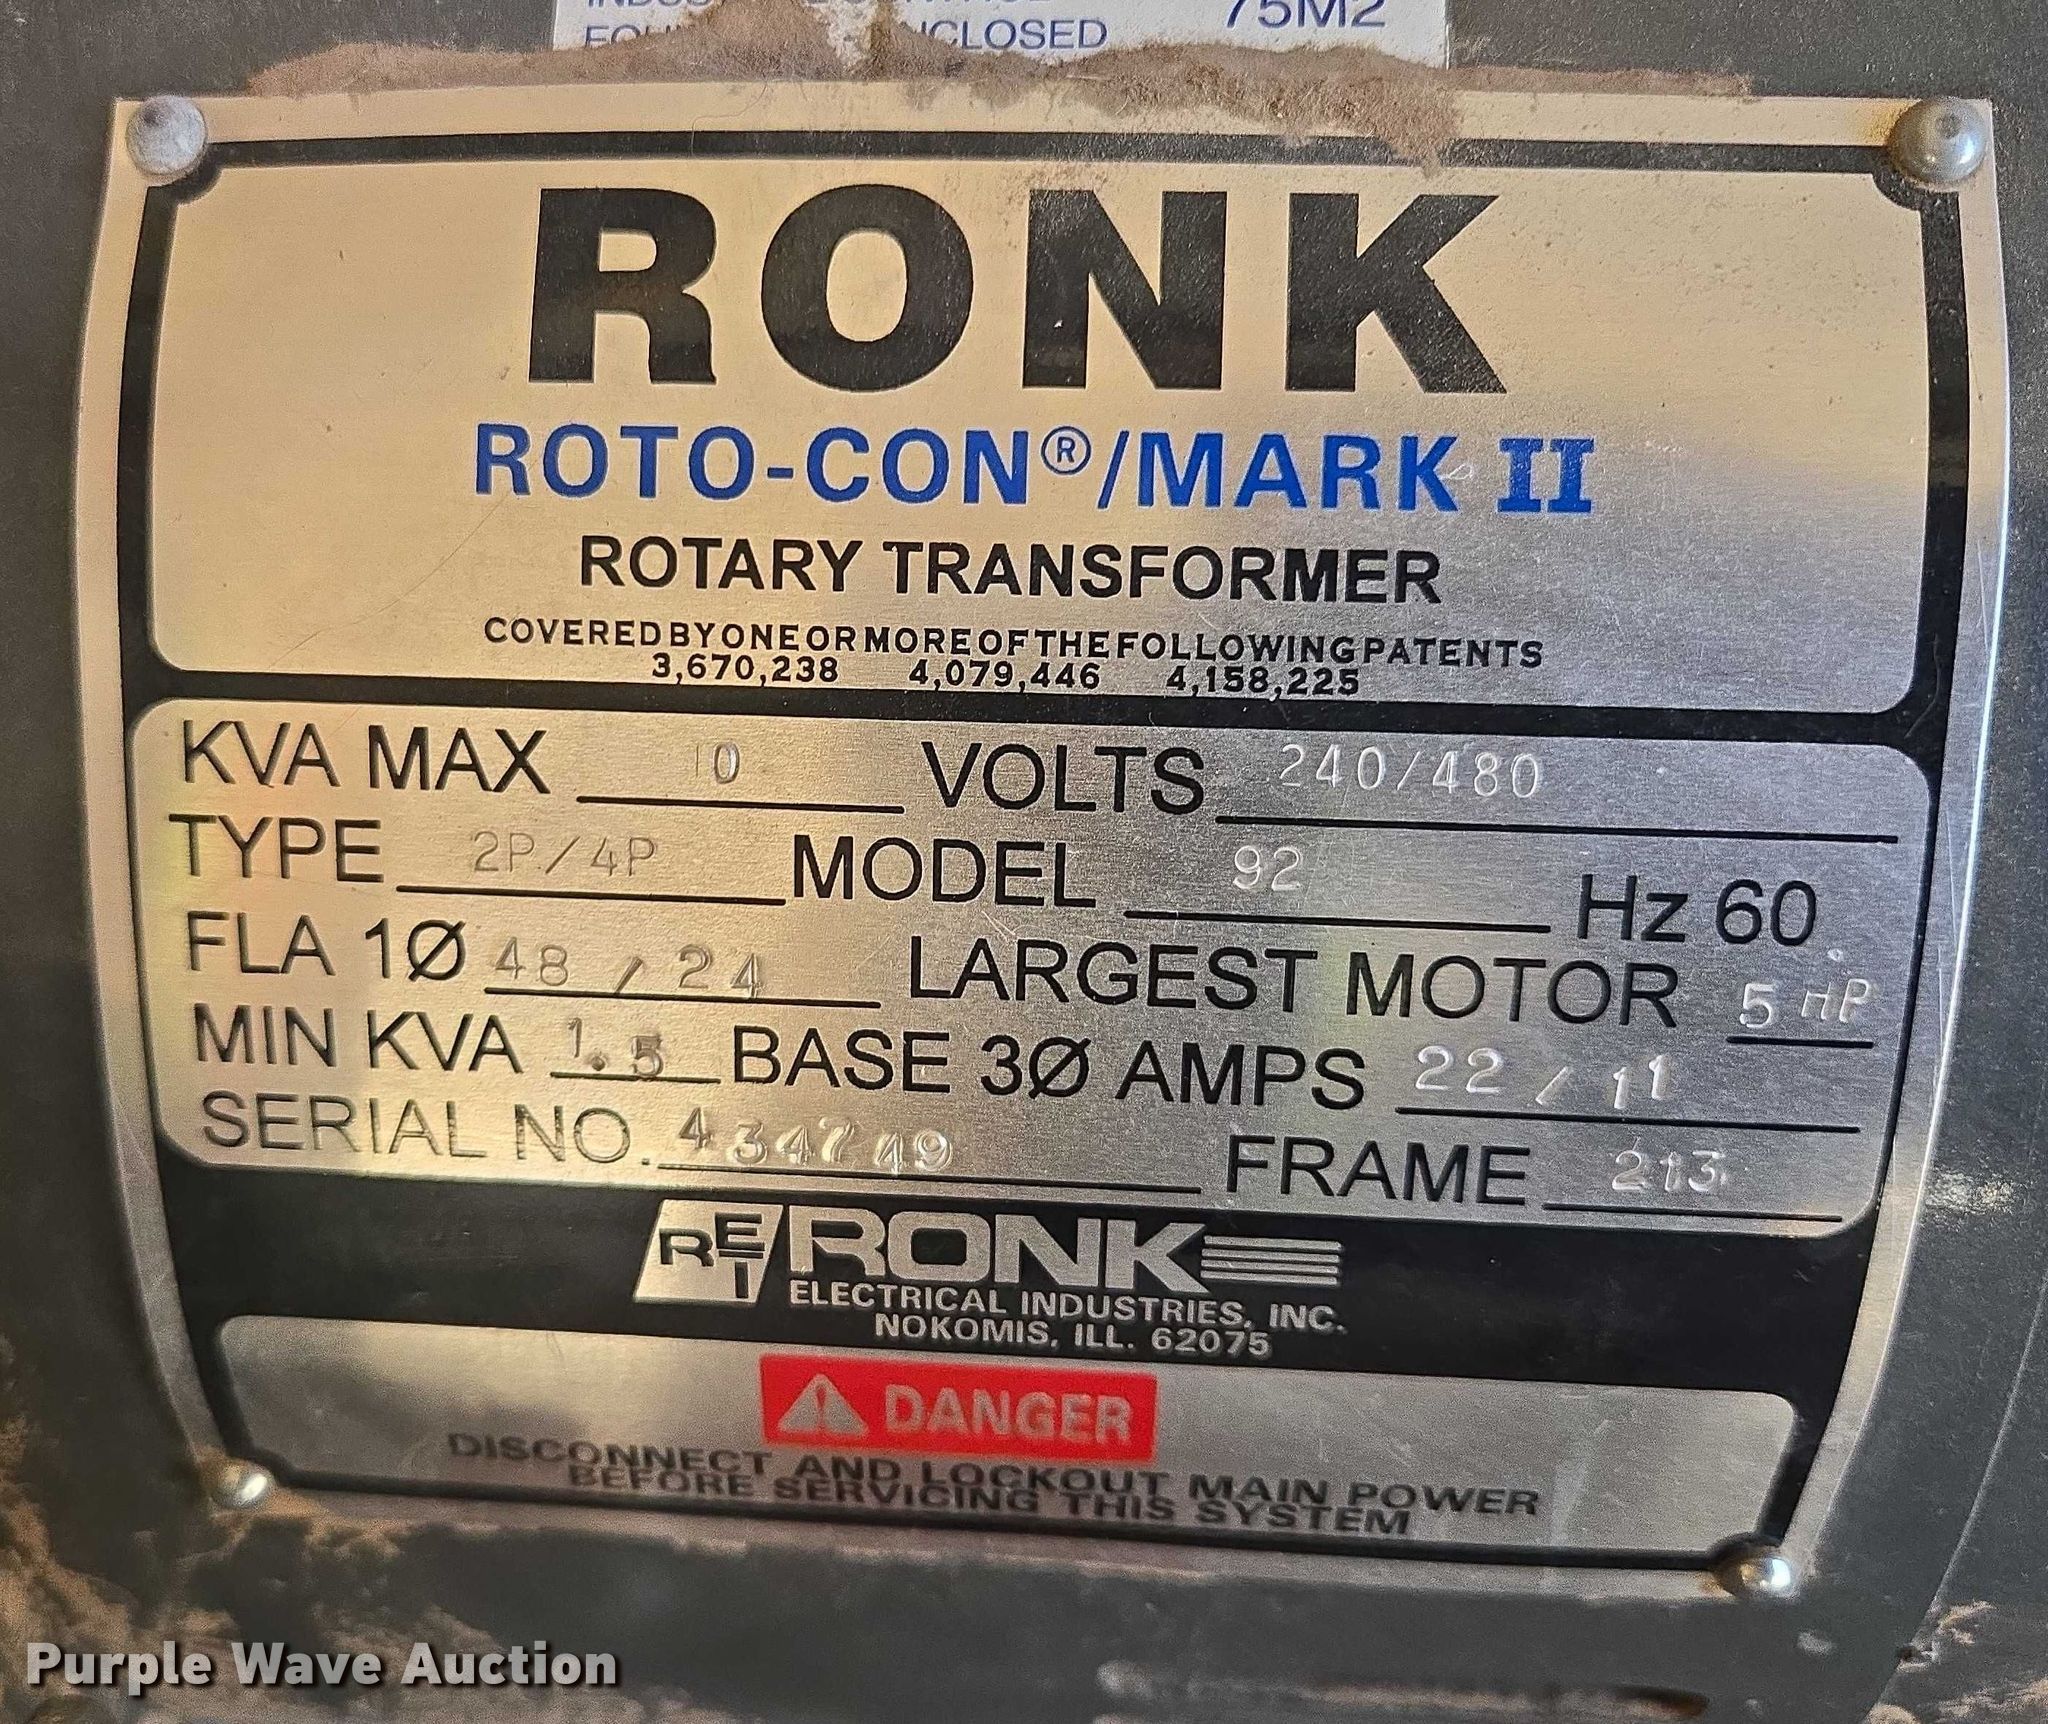 75M2
NCLOSED
RONK
ROTO-CON®/MARK II
ROTARY TRANSFORMER
COVERED BY ONE OR MORE OF THE FOLLOWING PATENTS
3,670,238 4,079,446 4,158,225
KVA MAX 10 VOLTS 240/480
TYPE 2P/4P MODEL 92 Hz 60
FLA 1Ø 48/24 LARGEST MOTOR 5 HP
MIN KVA 1.5 BASE 3Ø AMPS 22/11
SERIAL NO. 434749 FRAME 213
REI RONK
ELECTRICAL INDUSTRIES, INC.
NOKOMIS, ILL. 62075
DANGER
DISCONNECT AND LOCKOUT MAIN POWER
BEFORE SERVICING THIS SYSTEM
Purple Wave Auction